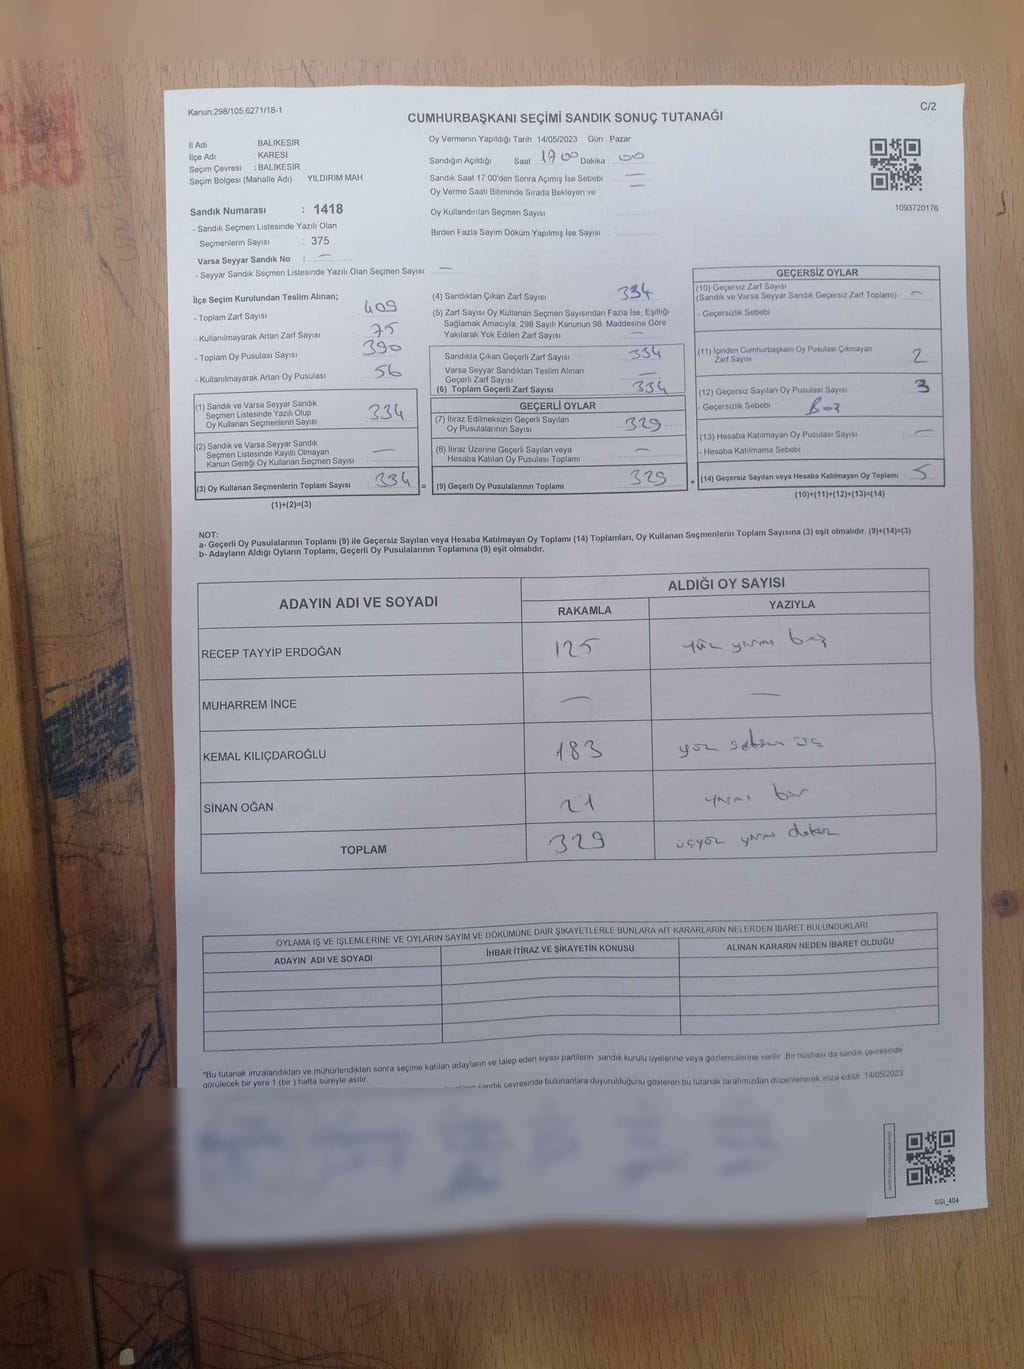 Kanun,298/105,6271/18-1
C/2
CUMHURBAŞKANI SEÇİMİ SANDIK SONUÇ TUTANAĞI
İl Adı BALIKESİR
İlçe Adı KARESİ
Seçim Çevresi : BALIKESİR
Seçim Bölgesi (Mahalle Adı) YILDIRIM MAH.
Oy Vermenin Yapıldığı Tarih : 14/05/2023 Gün : Pazar
Sandığın Açıldığı Saat 17 00 Dakika 00
Sandık Saat 17:00'den Sonra Açımış İse Sebebi —
Oy Verme Saati Bitiminde Sırada Bekleyen ve —
Oy Kullandırılan Seçmen Sayısı
Birden Fazla Sayım Döküm Yapılmış İse Sayısı
1093720176
Sandık Numarası : 1418
- Sandık Seçmen Listesinde Yazılı Olan
Seçmenlerin Sayısı : 375
Varsa Seyyar Sandık No : —
- Seyyar Sandık Seçmen Listesinde Yazılı Olan Seçmen Sayısı —
İlçe Seçim Kurulundan Teslim Alınan;
- Toplam Zarf Sayısı 409
- Kullanılmayarak Artan Zarf Sayısı 75
- Toplam Oy Pusulası Sayısı 390
- Kullanılmayarak Artan Oy Pusulası 56
(1) Sandık ve Varsa Seyyar Sandık
Seçmen Listesinde Yazılı Olup
Oy Kullanan Seçmenlerin Sayısı 334
(2) Sandık ve Varsa Seyyar Sandık
Seçmen Listesinde Kayıtlı Olmayan
Kanun Gereği Oy Kullanan Seçmen Sayısı —
(3) Oy Kullanan Seçmenlerin Toplam Sayısı 334 =
(1)+(2)=(3)
(4) Sandıktan Çıkan Zarf Sayısı 334
(5) Zarf Sayısı Oy Kullanan Seçmen Sayısından Fazla İse, Eşitliği
Sağlamak Amacıyla, 298 Sayılı Kanunun 98. Maddesine Göre
Yakılarak Yok Edilen Zarf Sayısı —
Sandıkta Çıkan Geçerli Zarf Sayısı 334
Varsa Seyyar Sandıktan Teslim Alınan
Geçerli Zarf Sayısı —
(6) Toplam Geçerli Zarf Sayısı 334
GEÇERLİ OYLAR
(7) İtiraz Edilmeksizin Geçerli Sayılan
Oy Pusulalarının Sayısı 329
(8) İtiraz Üzerine Geçerli Sayılan veya
Hesaba Katılan Oy Pusulası Toplamı —
(9) Geçerli Oy Pusulalarının Toplamı 329 +
GEÇERSİZ OYLAR
(10) Geçersiz Zarf Sayısı
(Sandık ve Varsa Seyyar Sandık Geçersiz Zarf Toplamı) —
- Geçersizlik Sebebi
(11) İçinden Cumhurbaşkanı Oy Pusulası Çıkmayan
Zarf Sayısı 2
(12) Geçersiz Sayılan Oy Pusulası Sayısı 3
- Geçersizlik Sebebi Boz
(13) Hesaba Katılmayan Oy Pusulası Sayısı —
- Hesaba Katılmama Sebebi
(14) Geçersiz Sayılan veya Hesaba Katılmayan Oy Toplamı 5
(10)+(11)+(12)+(13)=(14)
NOT:
a- Geçerli Oy Pusulalarının Toplamı (9) ile Geçersiz Sayılan veya Hesaba Katılmayan Oy Toplamı (14) Toplamları, Oy Kullanan Seçmenlerin Toplam Sayısına (3) eşit olmalıdır. (9)+(14)=(3)
b- Adayların Aldığı Oyların Toplamı, Geçerli Oy Pusulalarının Toplamına (9) eşit olmalıdır.
ADAYIN ADI VE SOYADI
ALDIĞI OY SAYISI
RAKAMLA YAZIYLA
RECEP TAYYİP ERDOĞAN 125 yüz yirmi beş
MUHARREM İNCE — —
KEMAL KILIÇDAROĞLU 183 yüz seksen üç
SİNAN OĞAN 21 yirmi bir
TOPLAM 329 üçyüz yirmi dokuz
OYLAMA İŞ VE İŞLEMLERİNE VE OYLARIN SAYIM VE DÖKÜMÜNE DAİR ŞİKAYETLERLE BUNLARA AİT KARARLARIN NELERDEN İBARET BULUNDUKLARI
ADAYIN ADI VE SOYADI İHBAR İTİRAZ VE ŞİKAYETİN KONUSU ALINAN KARARIN NEDEN İBARET OLDUĞU
*Bu tutanak imzalandıktan ve mühürlendikten sonra seçime katılan adayların ve talep eden siyasi partilerin sandık kurulu üyelerine veya gözlemcilerine verilir. Bir nüshası da sandık çevresinde
görülecek bir yere 1 (bir) hafta süreyle asılır.
sandık çevresinde bulunanlara duyurulduğunu gösteren bu tutanak tarafımızdan düzenlenerek imza edildi. 14/05/2023
SSI_404